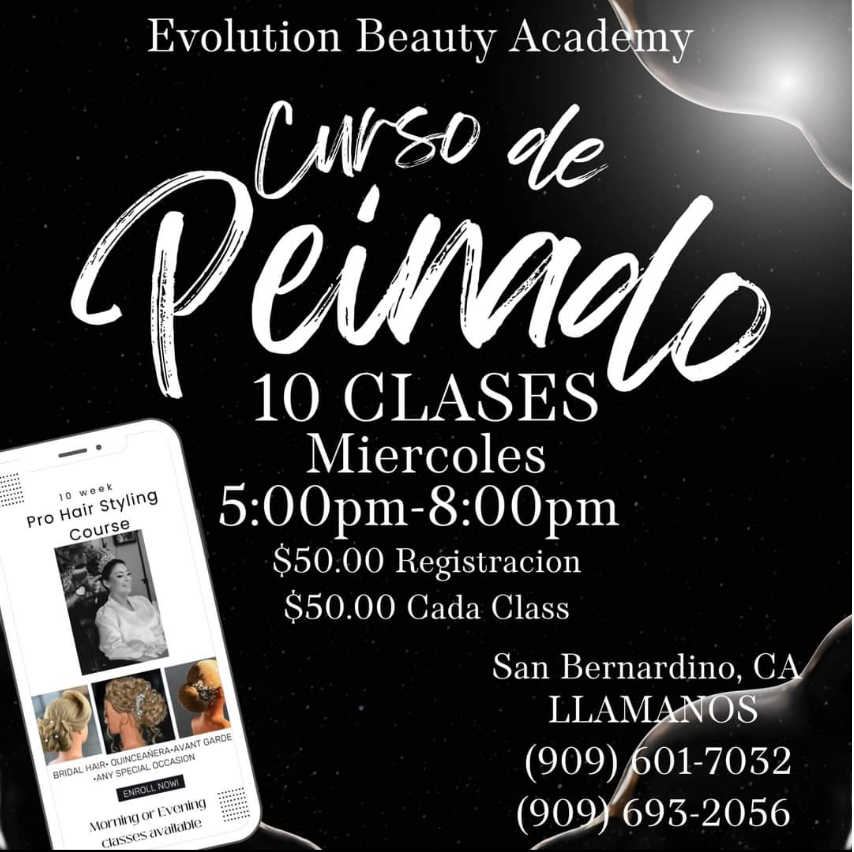 Evolution Beauty Academy
Curso de
Peinado
10 CLASES
Miercoles
5:00pm-8:00pm
$50.00 Registracion
$50.00 Cada Class
San Bernardino, CA
LLAMANOS
(909) 601-7032
(909) 693-2056
10 week
Pro Hair Styling
Course
BRIDAL HAIR• QUINCEAÑERA•AVANT GARDE
•ANY SPECIAL OCCASION
ENROLL NOW!
Morning or Evening
classes available